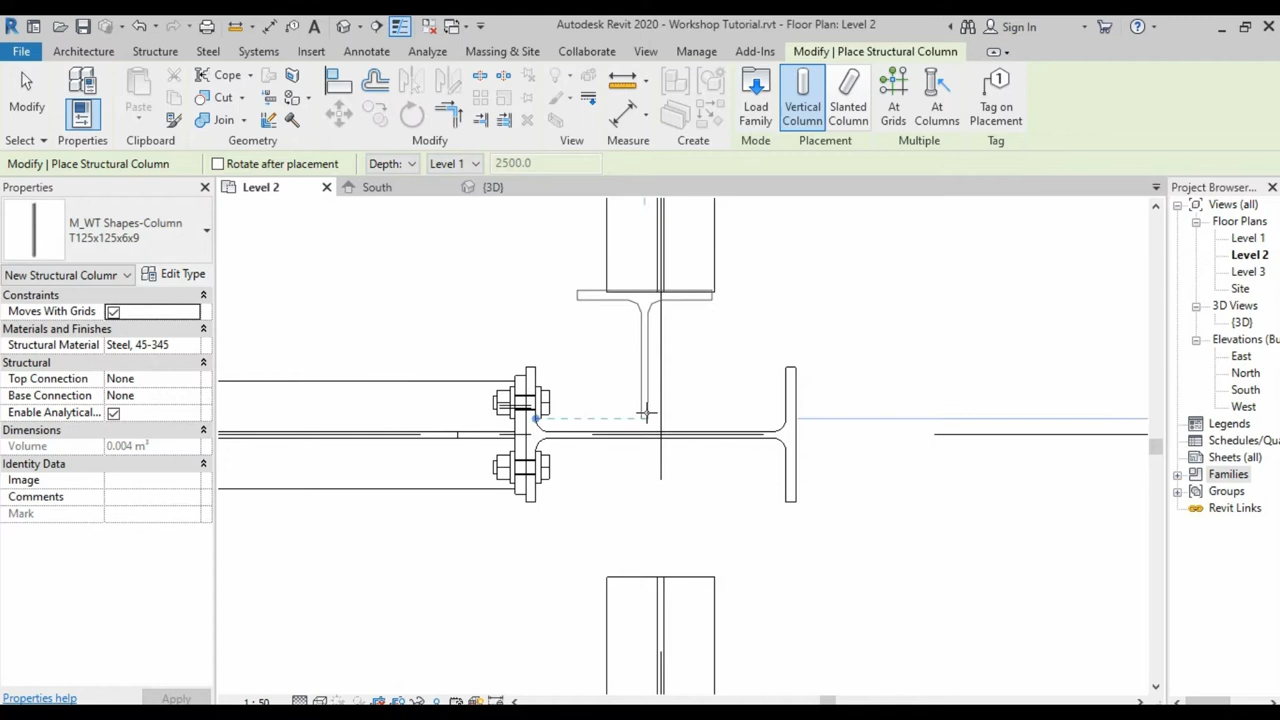 Autodesk Revit 2020 - Workshop Tutorial.rvt - Floor Plan: Level 2
Sign In
File
Architecture
Structure
Steel
Systems
Insert
Annotate
Analyze
Massing & Site
Collaborate
View
Manage
Add-Ins
Modify | Place Structural Column
Modify
Properties
Paste
Cope
Cut
Join
Load
Family
Vertical
Column
Slanted
Column
At
Grids
At
Columns
Tag on
Placement
Select
Properties
Clipboard
Geometry
Modify
View
Measure
Create
Mode
Placement
Multiple
Tag
Modify | Place Structural Column
Rotate after placement
Depth:
Level 1
2500.0
Properties
M_WT Shapes-Column
T125x125x6x9
New Structural Colum
Edit Type
Constraints
Moves With Grids
Materials and Finishes
Structural Material
Steel, 45-345
Structural
Top Connection
None
Base Connection
None
Enable Analytical...
Dimensions
Volume
0.004 m³
Identity Data
Image
Comments
Mark
Properties help
Apply
Level 2
South
{3D}
1 : 50
Project Browser...
Views (all)
Floor Plans
Level 1
Level 2
Level 3
Site
3D Views
{3D}
Elevations (Bu
East
North
South
West
Legends
Schedules/Qua
Sheets (all)
Families
Groups
Revit Links